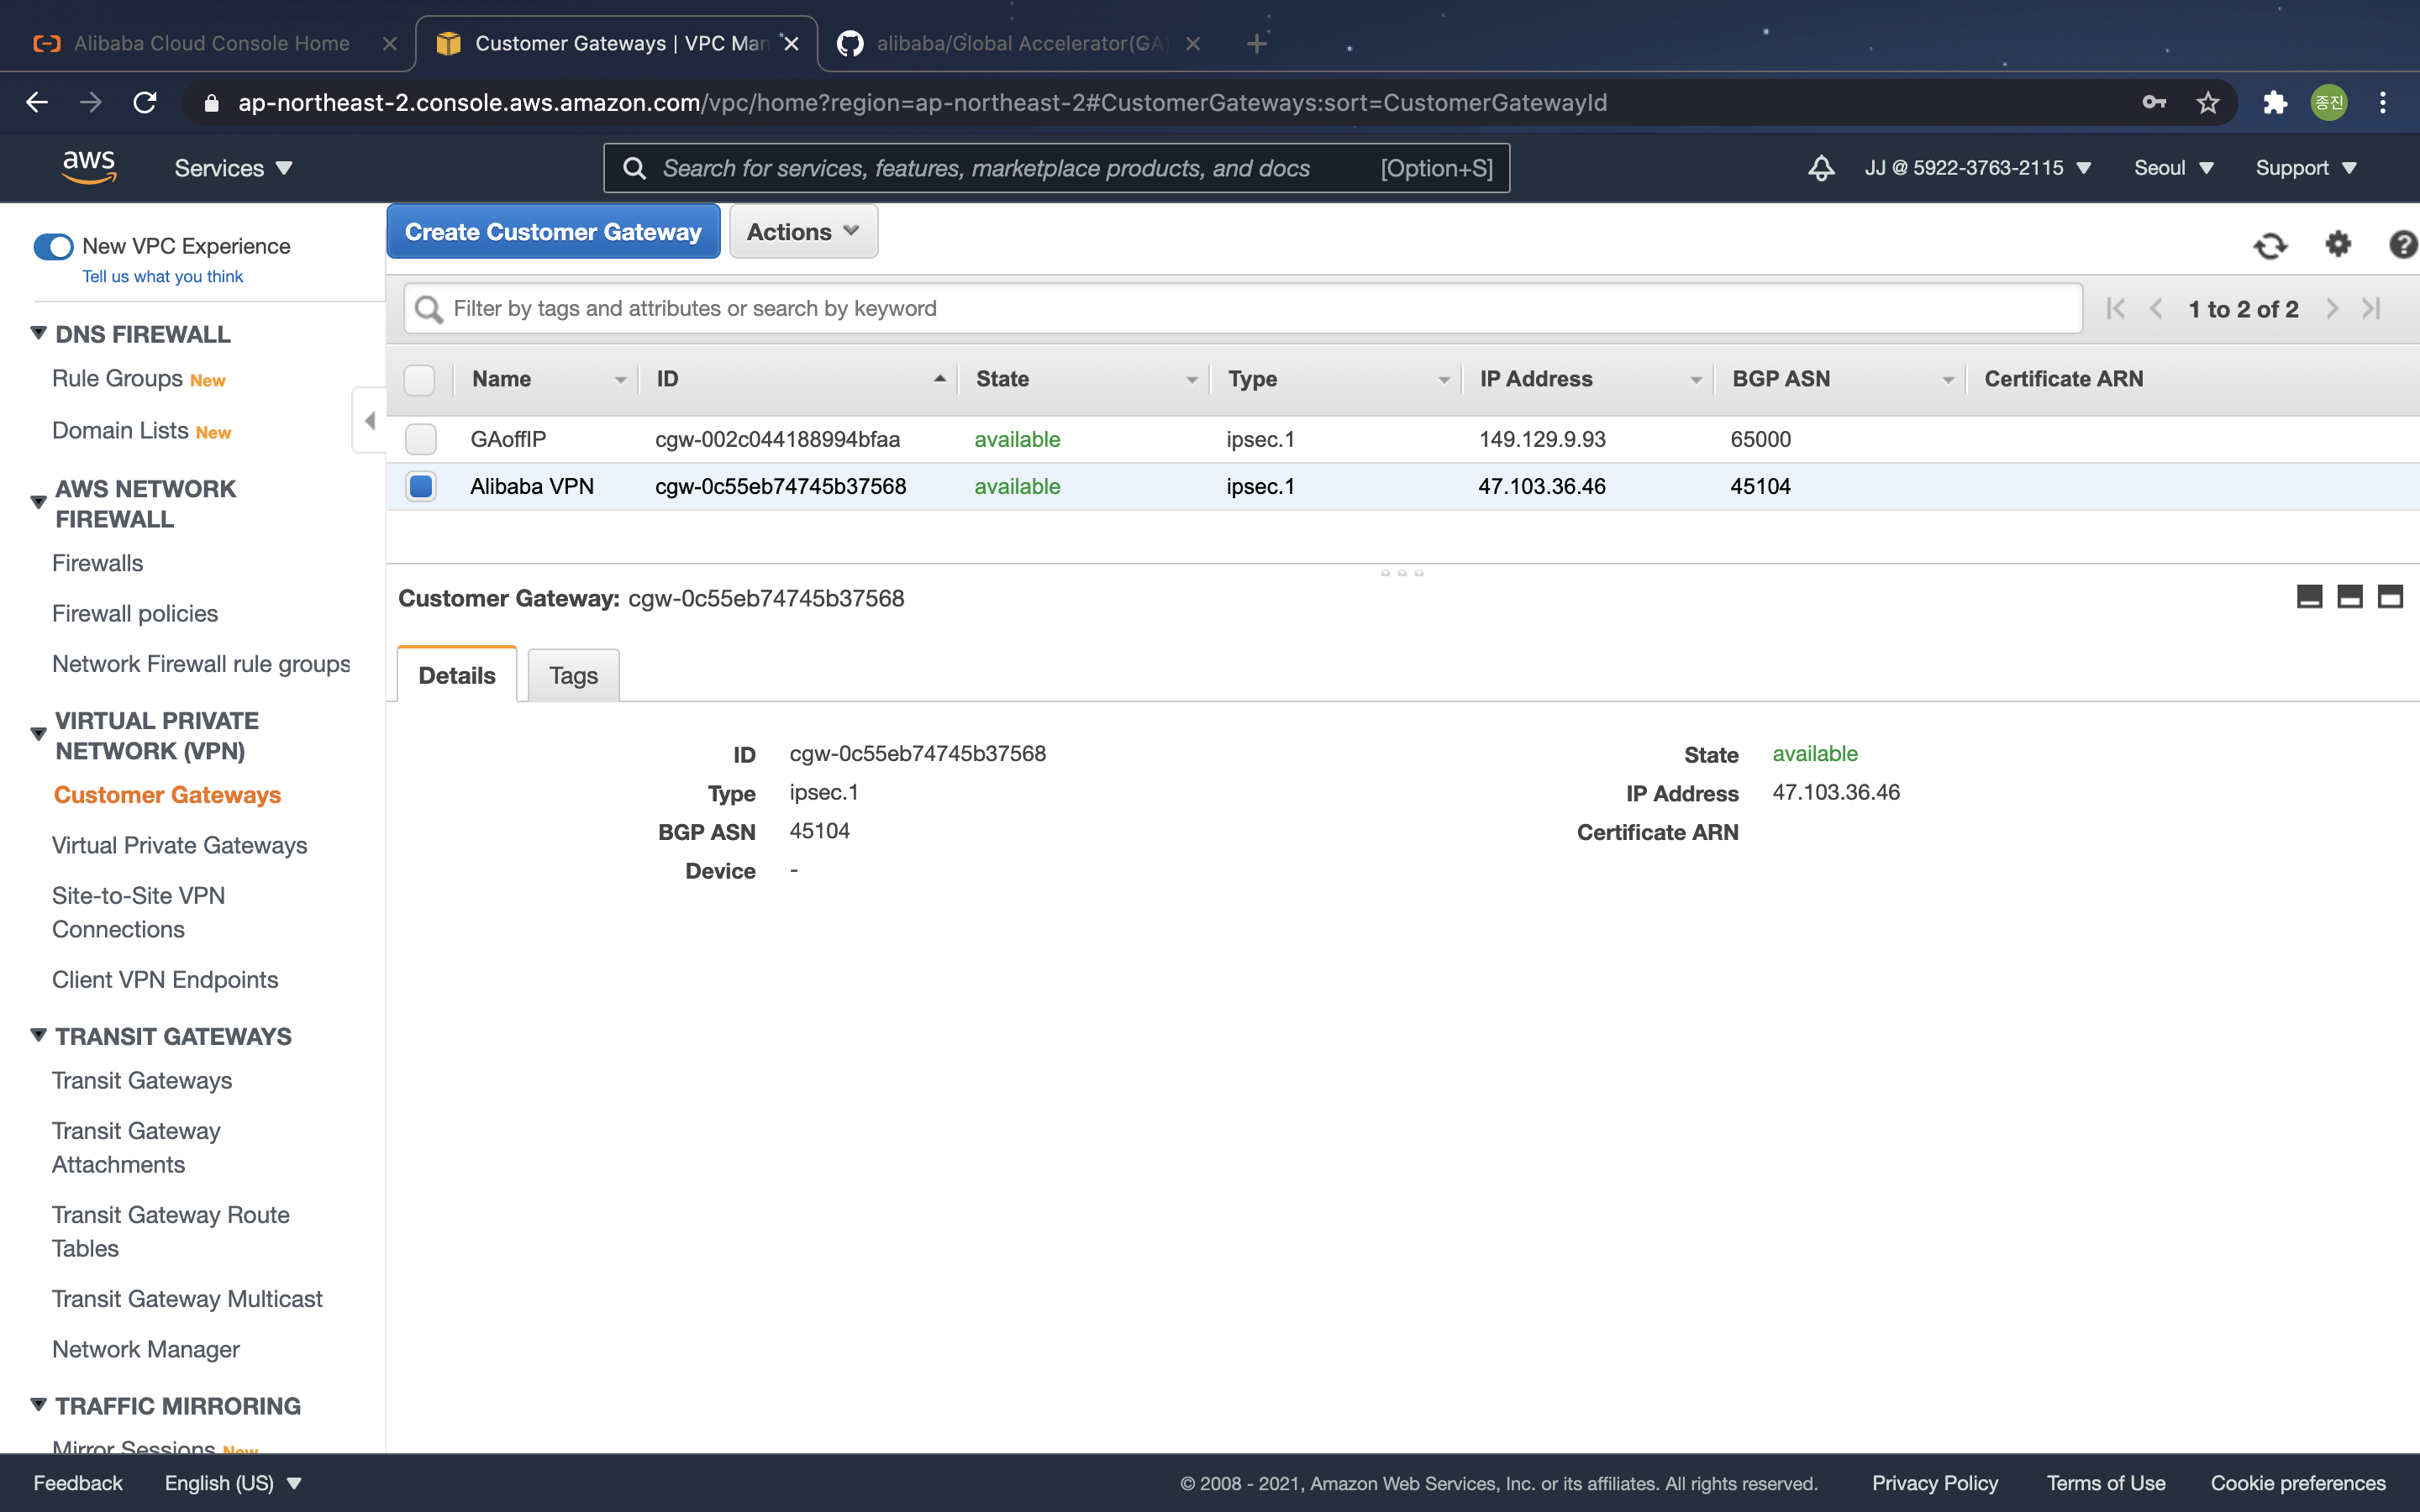 Alibaba Cloud Console Home
Customer Gateways | VPC Man
alibaba/Global Accelerator(GA)
ap-northeast-2.console.aws.amazon.com/vpc/home?region=ap-northeast-2#CustomerGateways:sort=CustomerGatewayId
종진
aws
Services
Search for services, features, marketplace products, and docs [Option+S]
JJ @ 5922-3763-2115
Seoul
Support
New VPC Experience
Tell us what you think
DNS FIREWALL
Rule Groups New
Domain Lists New
AWS NETWORK
FIREWALL
Firewalls
Firewall policies
Network Firewall rule groups
VIRTUAL PRIVATE
NETWORK (VPN)
Customer Gateways
Virtual Private Gateways
Site-to-Site VPN
Connections
Client VPN Endpoints
TRANSIT GATEWAYS
Transit Gateways
Transit Gateway
Attachments
Transit Gateway Route
Tables
Transit Gateway Multicast
Network Manager
TRAFFIC MIRRORING
Mirror Sessions New
Create Customer Gateway
Actions
Filter by tags and attributes or search by keyword
1 to 2 of 2
Name ID State Type IP Address BGP ASN Certificate ARN
GAoffIP cgw-002c044188994bfaa available ipsec.1 149.129.9.93 65000
Alibaba VPN cgw-0c55eb74745b37568 available ipsec.1 47.103.36.46 45104
Customer Gateway: cgw-0c55eb74745b37568
Details
Tags
ID cgw-0c55eb74745b37568
Type ipsec.1
BGP ASN 45104
Device -
State available
IP Address 47.103.36.46
Certificate ARN
Feedback
English (US)
© 2008 - 2021, Amazon Web Services, Inc. or its affiliates. All rights reserved.
Privacy Policy
Terms of Use
Cookie preferences